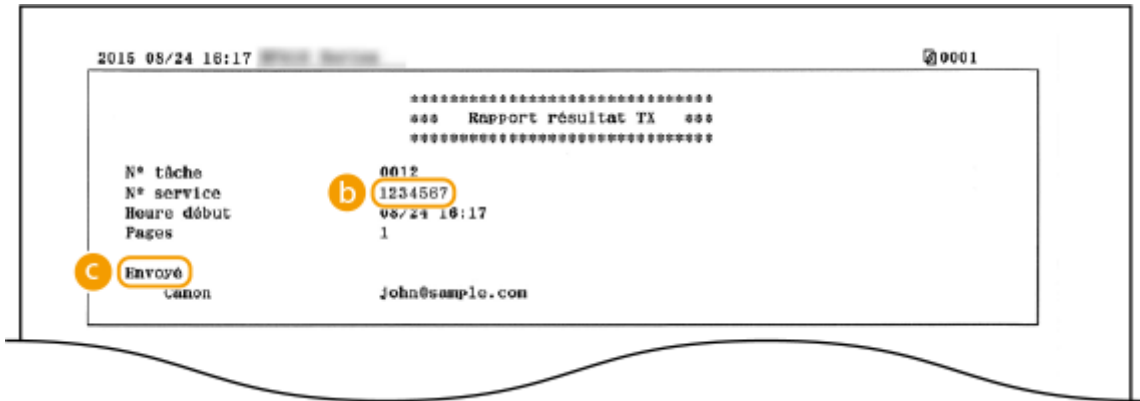 2015 08/24 16:17 0001
********************************
*** Rapport résultat TX ***
********************************
N° tâche 0012
N° service b 1234567
Heure début 08/24 16:17
Pages 1
C Envoyé
Canon john@sample.com